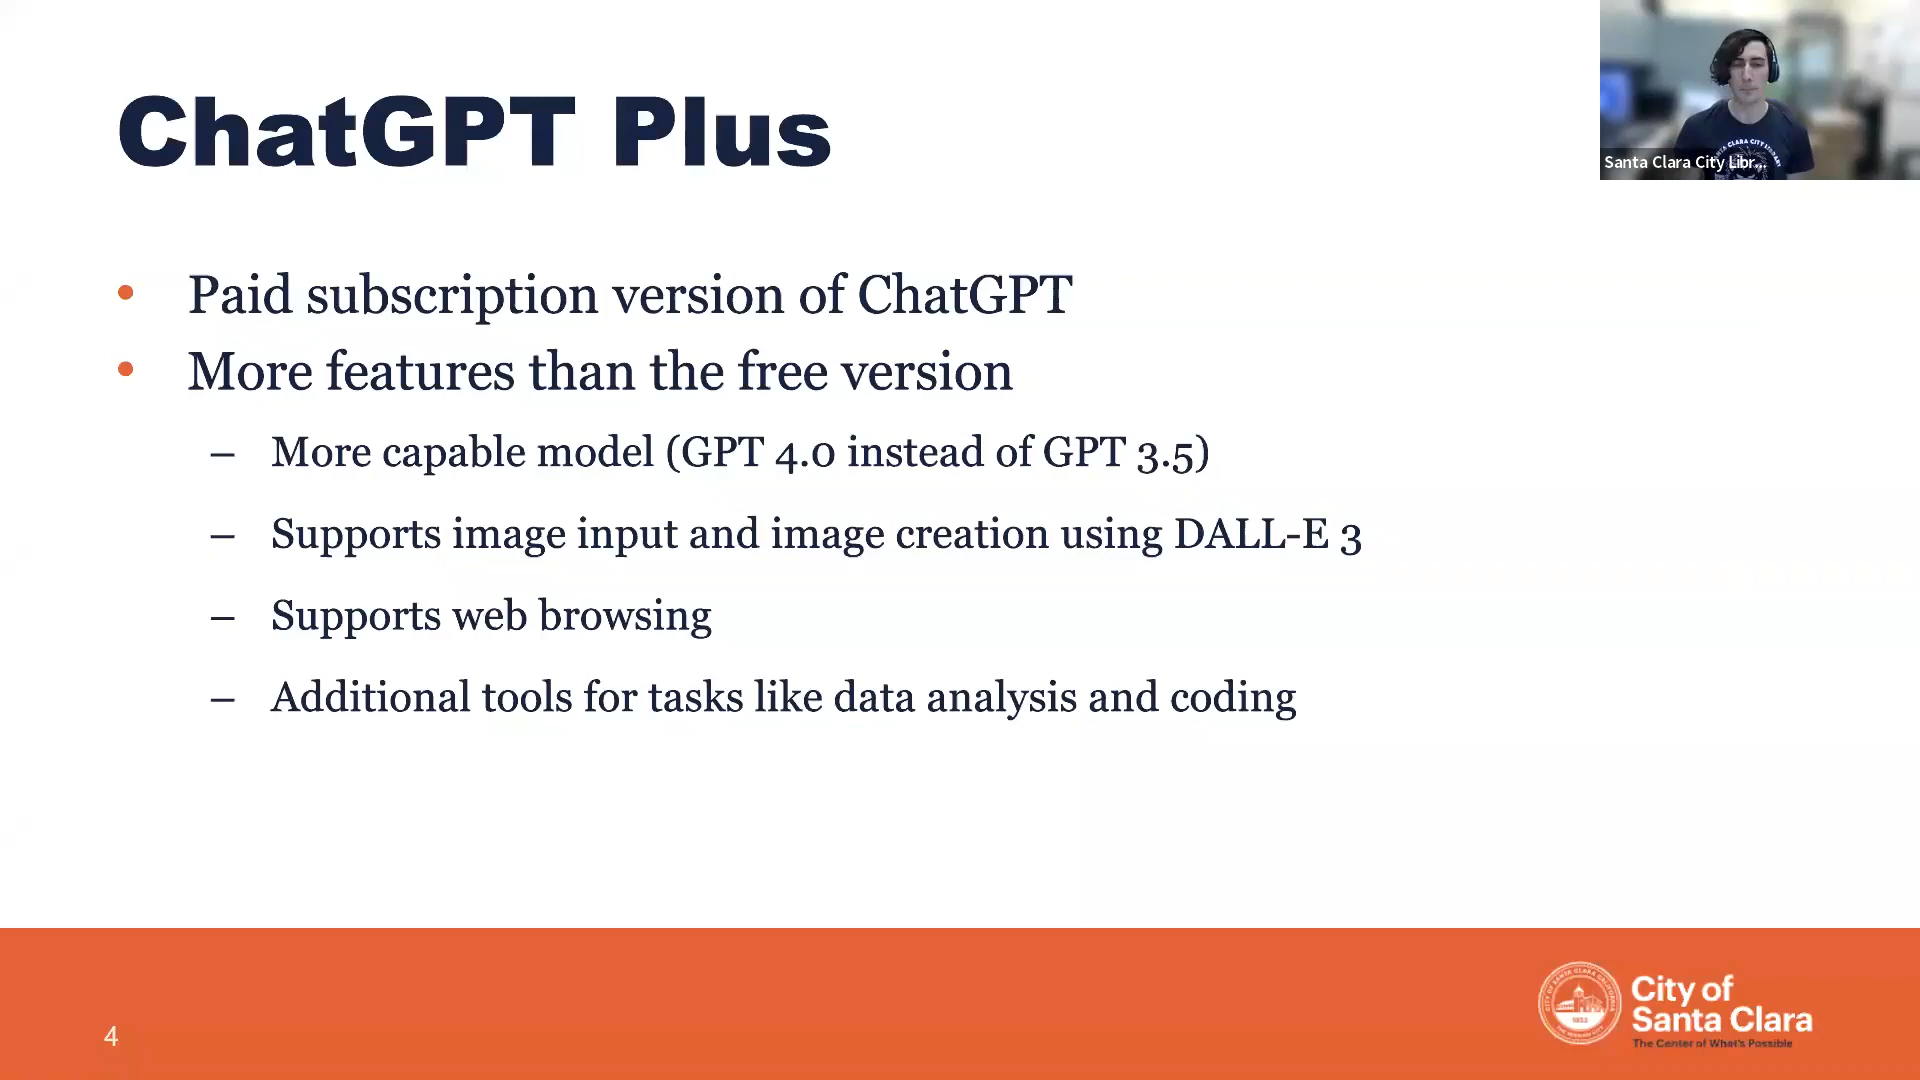 ChatGPT Plus
Santa Clara City Libr...
• Paid subscription version of ChatGPT
• More features than the free version
– More capable model (GPT 4.0 instead of GPT 3.5)
– Supports image input and image creation using DALL-E 3
– Supports web browsing
– Additional tools for tasks like data analysis and coding
4
City of
Santa Clara
The Center of What's Possible